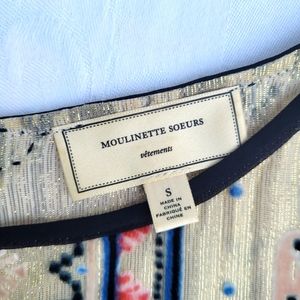 MOULINETTE SOEURS
vêtements
S
MADE IN
CHINA
FABRIQUÉ EN
CHINE